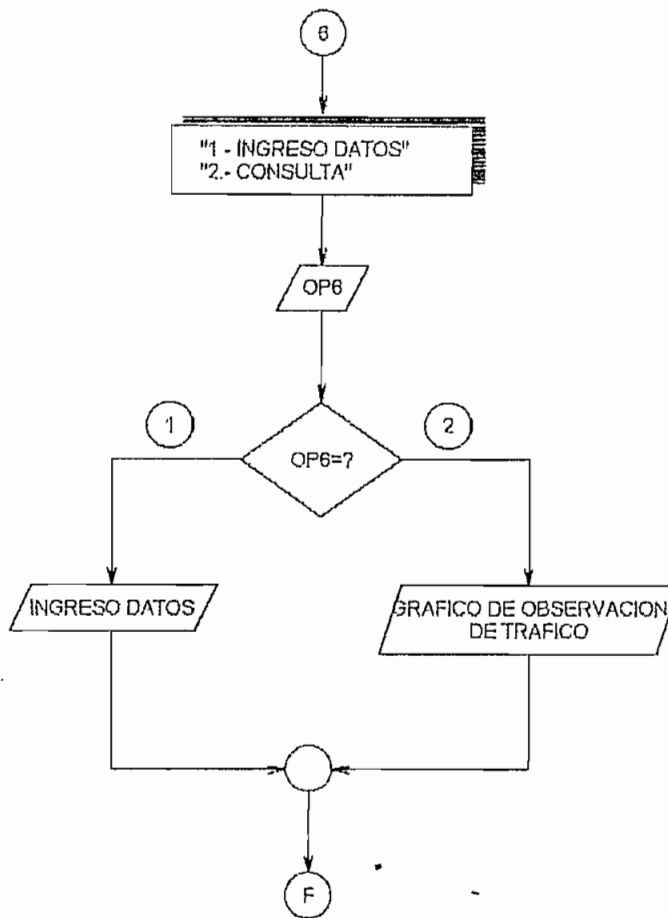 6
"1 - INGRESO DATOS"
"2.- CONSULTA"
OP6
1
2
OP6=?
INGRESO DATOS
GRAFICO DE OBSERVACION
DE TRAFICO
F